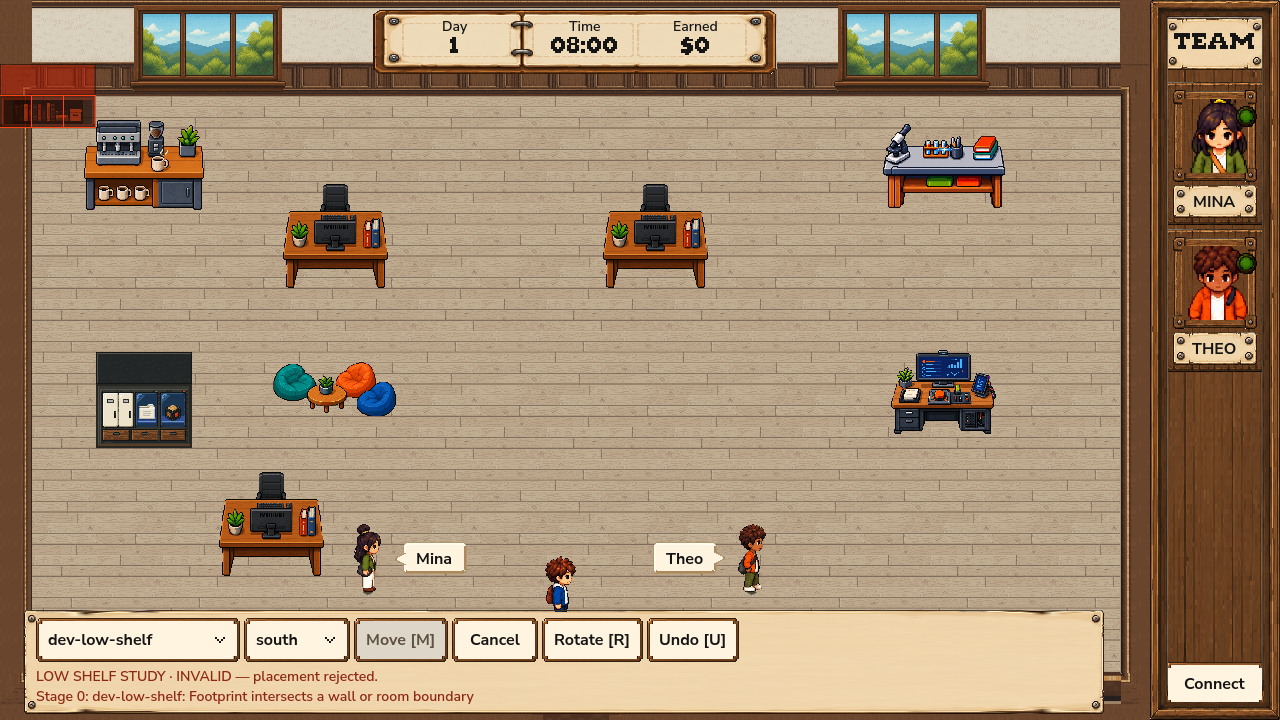 Day
1
Time
08:00
Earned
$0
TEAM
MINA
THEO
Mina
Theo
dev-low-shelf
south
Move [M]
Cancel
Rotate [R]
Undo [U]
LOW SHELF STUDY · INVALID — placement rejected.
Stage 0: dev-low-shelf: Footprint intersects a wall or room boundary
Connect